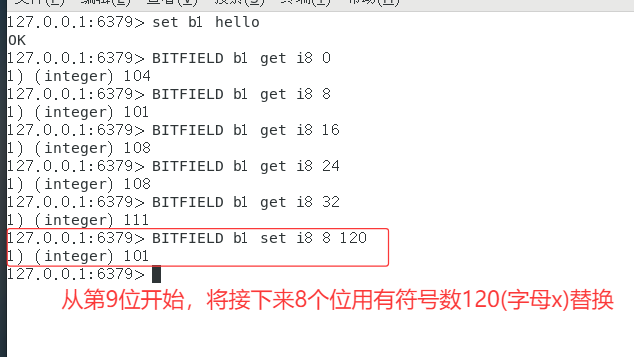 127.0.0.1:6379> set b1 hello
OK
127.0.0.1:6379> BITFIELD b1 get i8 0
1) (integer) 104
127.0.0.1:6379> BITFIELD b1 get i8 8
1) (integer) 101
127.0.0.1:6379> BITFIELD b1 get i8 16
1) (integer) 108
127.0.0.1:6379> BITFIELD b1 get i8 24
1) (integer) 108
127.0.0.1:6379> BITFIELD b1 get i8 32
1) (integer) 111
127.0.0.1:6379> BITFIELD b1 set i8 8 120
1) (integer) 101
127.0.0.1:6379>
从第9位开始，将接下来8个位用有符号数120(字母x)替换